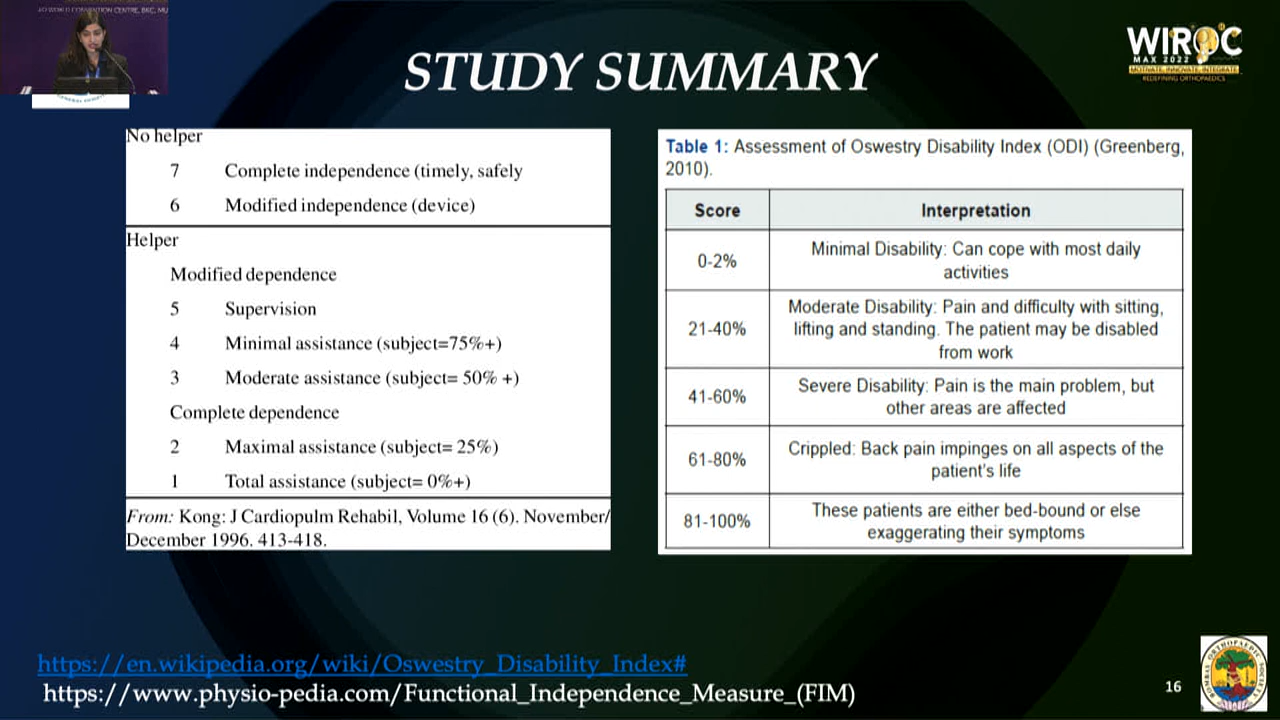 STUDY SUMMARY
WIROC
MAX 2022
MOTIVATE, INNOVATE, INTEGRATE
REDEFINING ORTHOPAEDICS
No helper
7 Complete independence (timely, safely
6 Modified independence (device)
Helper
Modified dependence
5 Supervision
4 Minimal assistance (subject=75%+)
3 Moderate assistance (subject= 50% +)
Complete dependence
2 Maximal assistance (subject= 25%)
1 Total assistance (subject= 0%+)
From: Kong: J Cardiopulm Rehabil, Volume 16 (6). November/
December 1996. 413-418.
Table 1: Assessment of Oswestry Disability Index (ODI) (Greenberg,
2010).
Score Interpretation
0-2% Minimal Disability: Can cope with most daily
activities
21-40% Moderate Disability: Pain and difficulty with sitting,
lifting and standing. The patient may be disabled
from work
41-60% Severe Disability: Pain is the main problem, but
other areas are affected
61-80% Crippled: Back pain impinges on all aspects of the
patient's life
81-100% These patients are either bed-bound or else
exaggerating their symptoms
https://en.wikipedia.org/wiki/Oswestry_Disability_Index#
https://www.physio-pedia.com/Functional_Independence_Measure_(FIM)
16